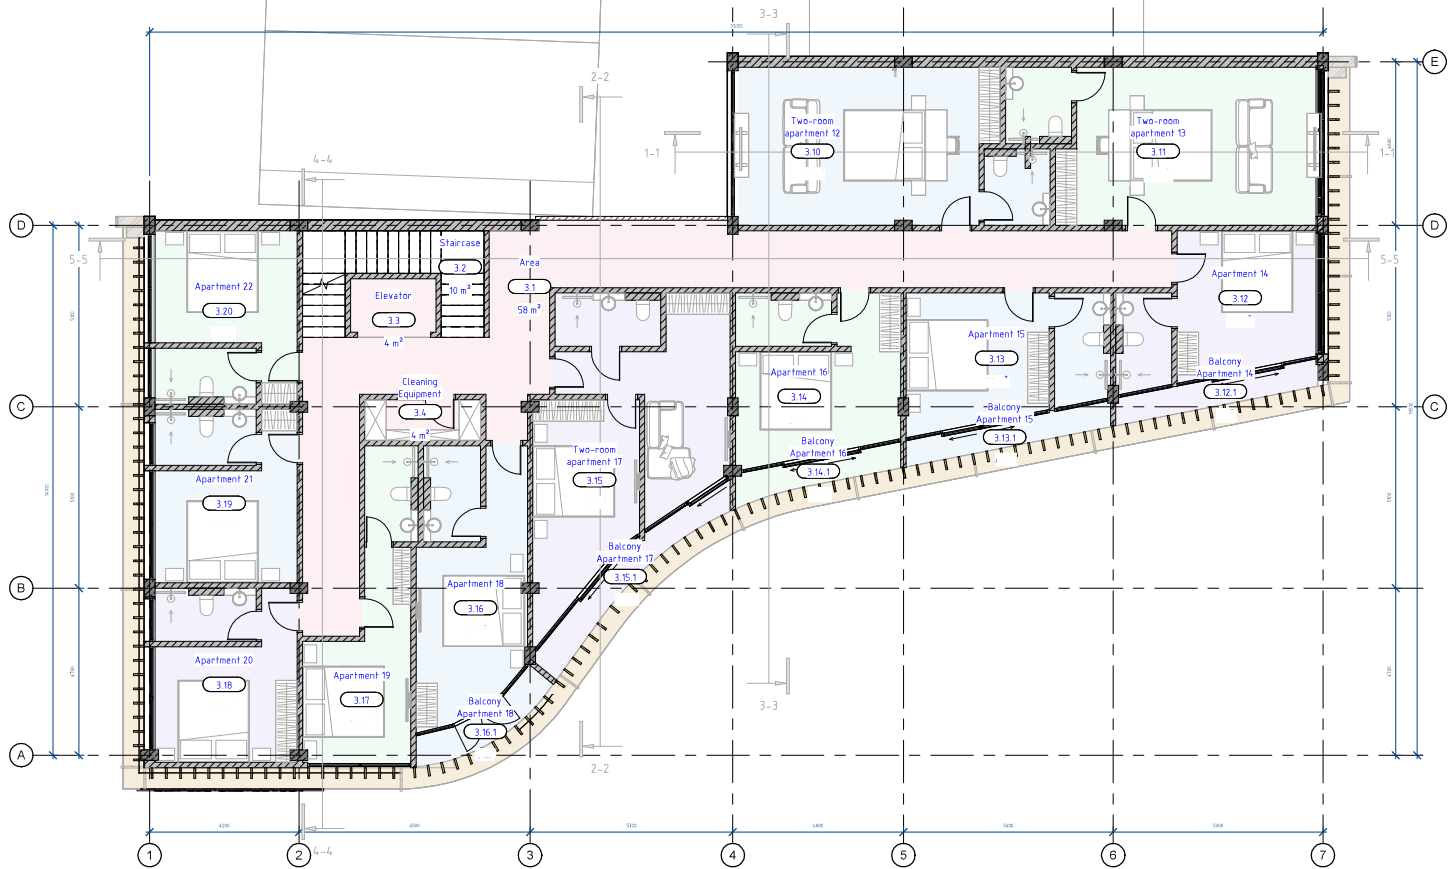 3-3
33000
E
2-2
Two-room
apartment 12
3.10
Two-room
apartment 13
3.11
1-1
1-1
4-4
D
D
Staircase
3.2
10 m²
Area
3.1
58 m²
5-5
5-5
Apartment 22
3.20
Elevator
3.3
4 m²
Apartment 14
3.12
Apartment 15
3.13
Balcony
Apartment 14
3.12.1
Apartment 16
3.14
Cleaning
Equipment
3.4
4 m²
C
C
Balcony
Apartment 15
3.13.1
Balcony
Apartment 16
3.14.1
Two-room
apartment 17
3.15
Apartment 21
3.19
Balcony
Apartment 17
3.15.1
B
B
Apartment 18
3.16
Apartment 20
3.18
Apartment 19
3.17
Balcony
Apartment 18
3.16.1
3-3
A
A
2-2
4-4
1
2
3
4
5
6
7